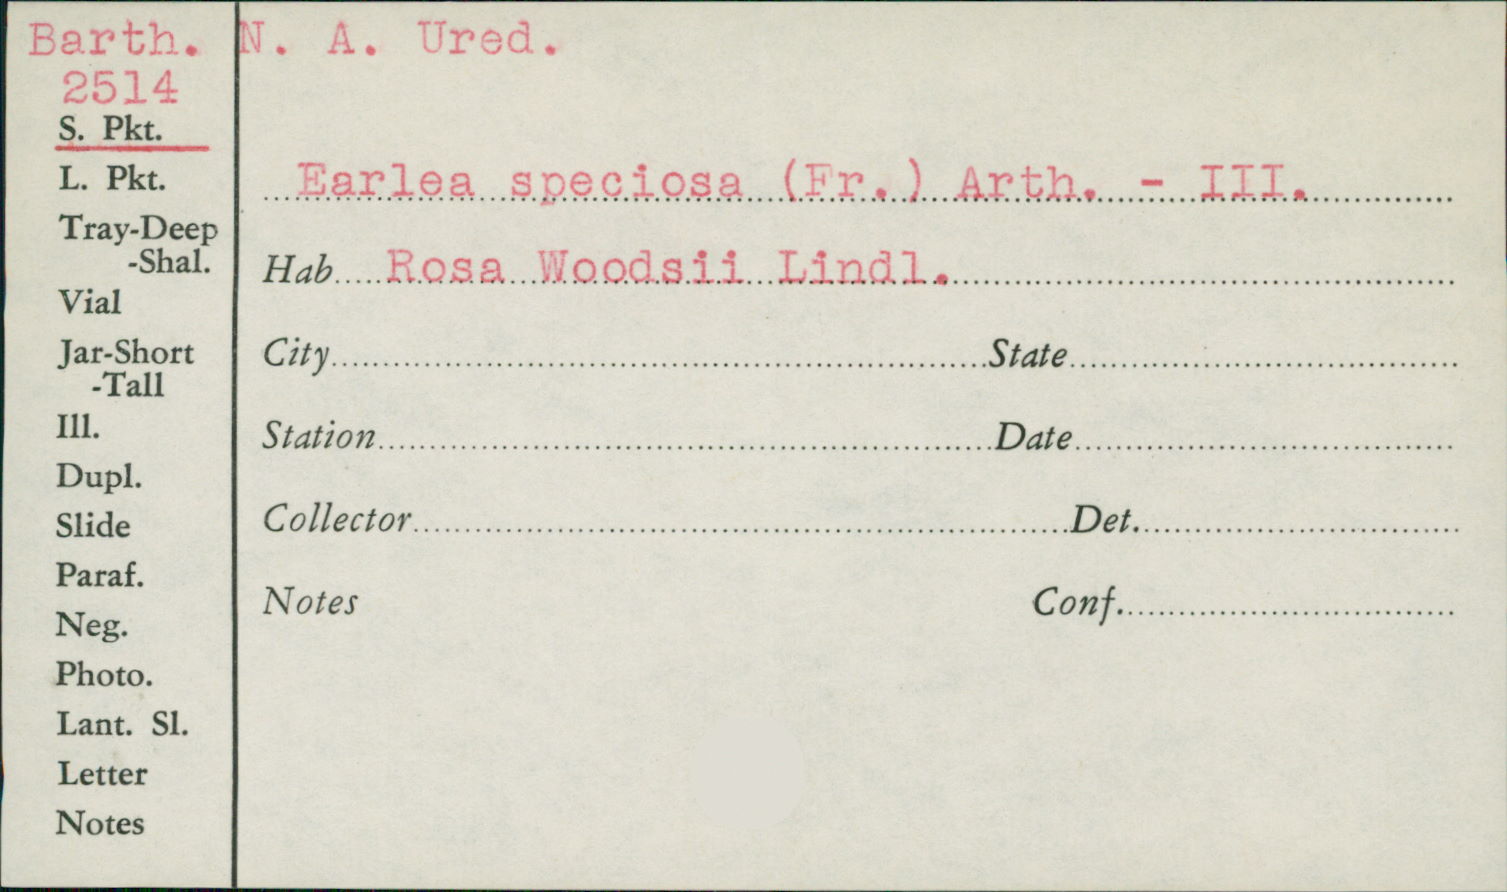 Barth. N. A. Ured.
2514
S. Pkt.
L. Pkt.
Tray-Deep
-Shal.
Vial
Jar-Short
-Tall
Ill.
Dupl.
Slide
Paraf.
Neg.
Photo.
Lant. Sl.
Letter
Notes
Earlea speciosa (Fr.) Arth. - III.
Hab Rosa Woodsii Lindl.
City State
Station Date
Collector Det.
Notes Conf.